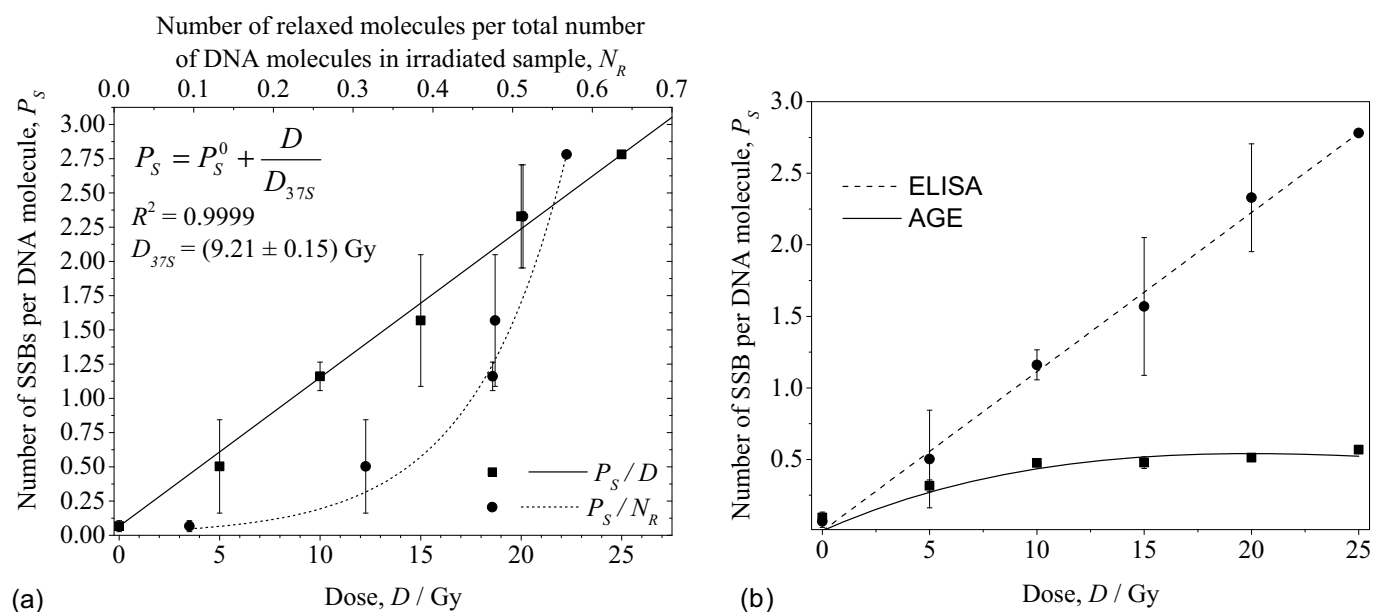 Number of relaxed molecules per total number
of DNA molecules in irradiated sample, N_R
0.0 0.1 0.2 0.3 0.4 0.5 0.6 0.7
Number of SSBs per DNA molecule, P_S
3.00
2.75
2.50
2.25
2.00
1.75
1.50
1.25
1.00
0.75
0.50
0.25
0.00
P_S = P_S^0 + D / D_{37S}
R^2 = 0.9999
D_{37S} = (9.21 ± 0.15) Gy
P_S / D
P_S / N_R
0 5 10 15 20 25
Dose, D / Gy
(a)
Number of SSB per DNA molecule, P_S
3.0
2.5
2.0
1.5
1.0
0.5
ELISA
AGE
0 5 10 15 20 25
Dose, D / Gy
(b)